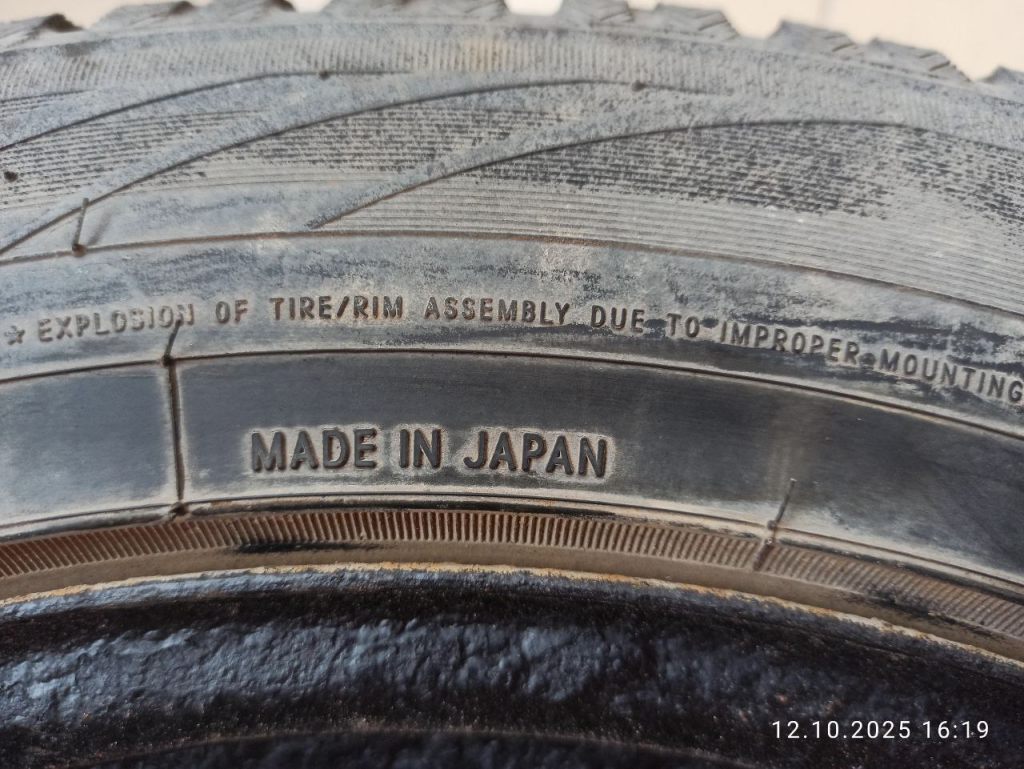 ☆ EXPLOSION OF TIRE/RIM ASSEMBLY DUE TO IMPROPER MOUNTING
MADE IN JAPAN
12.10.2025 16:19